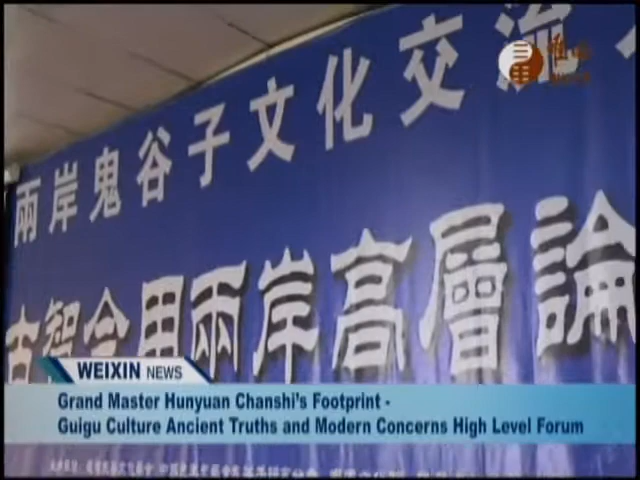 兩岸鬼谷子文化交流
古智今用兩岸高層論
WEIXIN NEWS
Grand Master Hunyuan Chanshi's Footprint -
Guigu Culture Ancient Truths and Modern Concerns High Level Forum